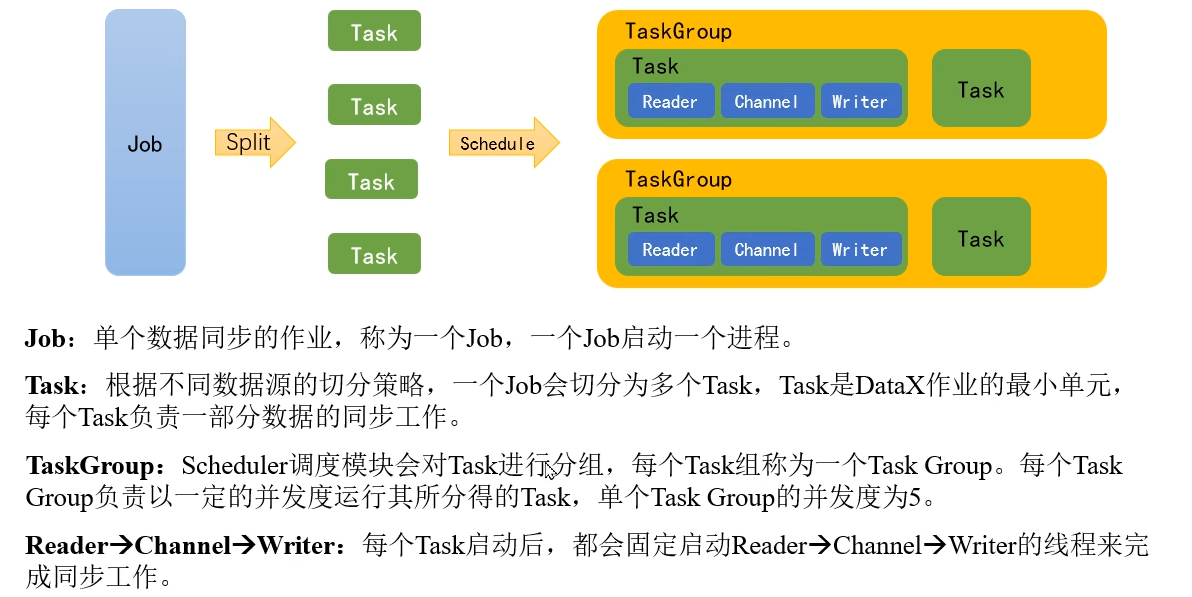 Job
Split
Task
Task
Task
Task
Schedule
TaskGroup
Task
Reader
Channel
Writer
Task
TaskGroup
Task
Reader
Channel
Writer
Task
Job：单个数据同步的作业，称为一个Job，一个Job启动一个进程。
Task：根据不同数据源的切分策略，一个Job会切分为多个Task，Task是DataX作业的最小单元，
每个Task负责一部分数据的同步工作。
TaskGroup：Scheduler调度模块会对Task进行分组，每个Task组称为一个Task Group。每个Task
Group负责以一定的并发度运行其所分得的Task，单个Task Group的并发度为5。
Reader→Channel→Writer：每个Task启动后，都会固定启动Reader→Channel→Writer的线程来完
成同步工作。